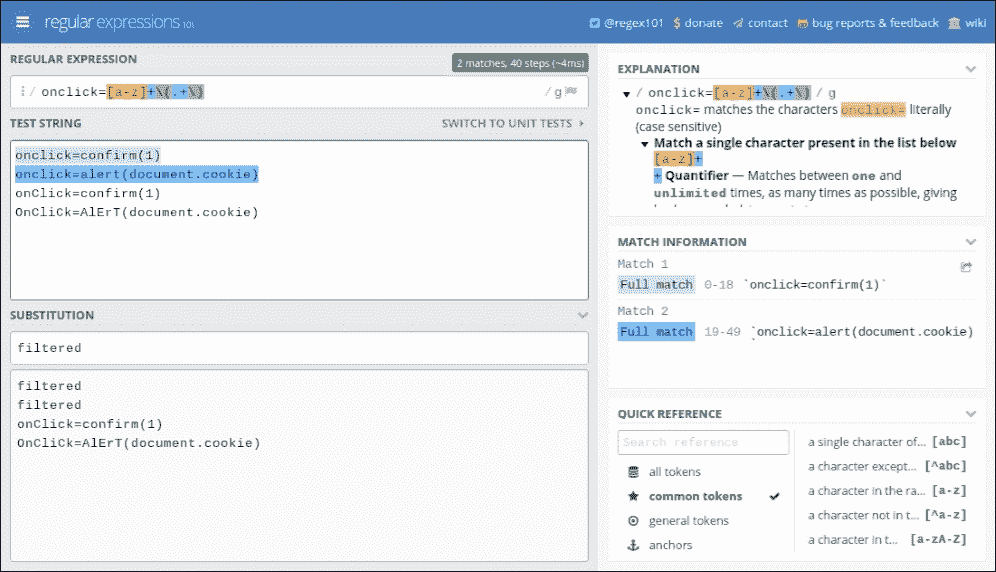 regular expressions 101
@regex101 $ donate contact bug reports & feedback wiki
REGULAR EXPRESSION
2 matches, 40 steps (~4ms)
/ onclick=[a-z]+\(.+\) / g
TEST STRING
SWITCH TO UNIT TESTS
onclick=confirm(1)
onclick=alert(document.cookie)
onClick=confirm(1)
OnCliCk=AlErT(document.cookie)
SUBSTITUTION
filtered
filtered
filtered
onClick=confirm(1)
OnCliCk=AlErT(document.cookie)
EXPLANATION
/ onclick=[a-z]+\(.+\) / g
onclick= matches the characters onclick= literally
(case sensitive)
Match a single character present in the list below
[a-z]+
+ Quantifier — Matches between one and
unlimited times, as many times as possible, giving
MATCH INFORMATION
Match 1
Full match 0-18 `onclick=confirm(1)`
Match 2
Full match 19-49 `onclick=alert(document.cookie)
QUICK REFERENCE
Search reference
all tokens
common tokens
general tokens
anchors
a single character of... [abc]
a character except... [^abc]
a character in the ra... [a-z]
a character not in t... [^a-z]
a character in t... [a-zA-Z]